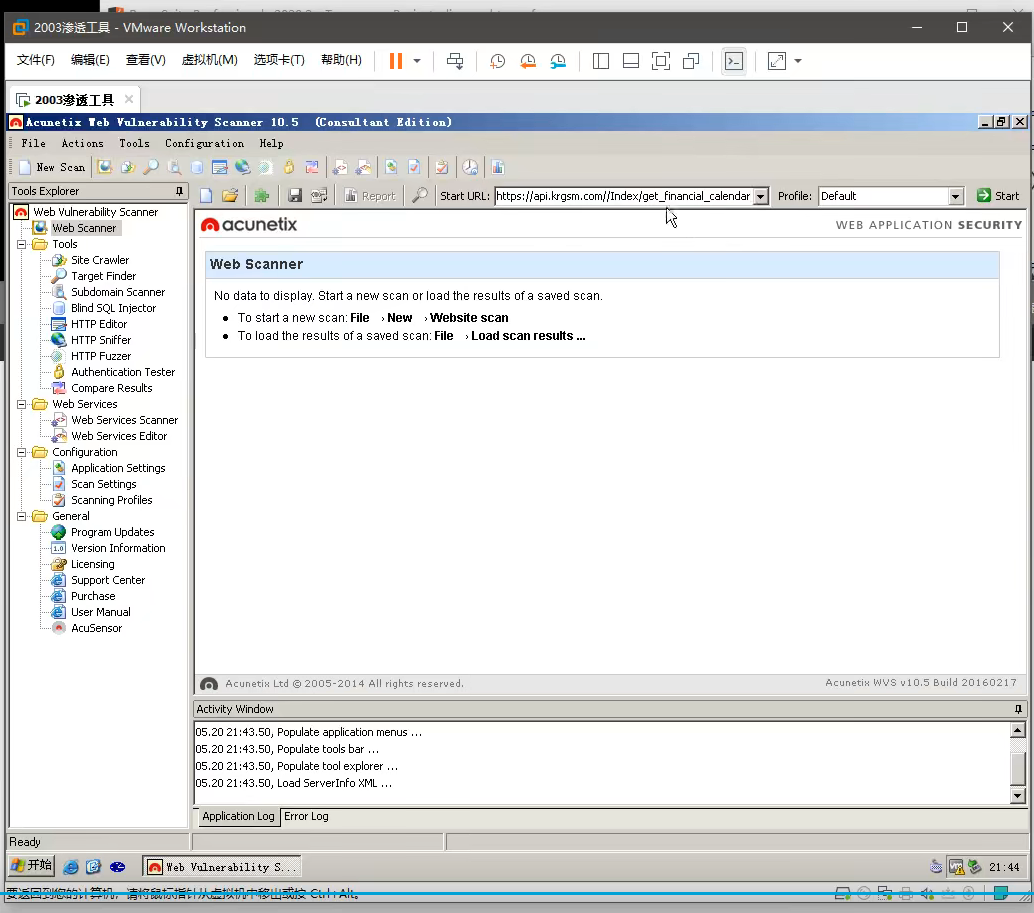 2003渗透工具 - VMware Workstation
文件(F) 编辑(E) 查看(V) 虚拟机(M) 选项卡(T) 帮助(H)
2003渗透工具
Acunetix Web Vulnerability Scanner 10.5 (Consultant Edition)
File Actions Tools Configuration Help
New Scan
Tools Explorer
Report Start URL: https://api.krgsm.com//Index/get_financial_calendar Profile: Default Start
Web Vulnerability Scanner
Web Scanner
Tools
Site Crawler
Target Finder
Subdomain Scanner
Blind SQL Injector
HTTP Editor
HTTP Sniffer
HTTP Fuzzer
Authentication Tester
Compare Results
Web Services
Web Services Scanner
Web Services Editor
Configuration
Application Settings
Scan Settings
Scanning Profiles
General
Program Updates
1.0 Version Information
Licensing
Support Center
Purchase
User Manual
AcuSensor
acunetix WEB APPLICATION SECURITY
Web Scanner
No data to display. Start a new scan or load the results of a saved scan.
• To start a new scan: File › New › Website scan
• To load the results of a saved scan: File › Load scan results ...
Acunetix Ltd © 2005-2014 All rights reserved. Acunetix WVS v10.5 Build 20160217
Activity Window
05.20 21:43.50, Populate application menus ...
05.20 21:43.50, Populate tools bar ...
05.20 21:43.50, Populate tool explorer ...
05.20 21:43.50, Load ServerInfo XML ...
Application Log Error Log
Ready
开始 Web Vulnerability S... 21:44
要返回到您的计算机，请将鼠标指针从虚拟机中移出或按 Ctrl+Alt。